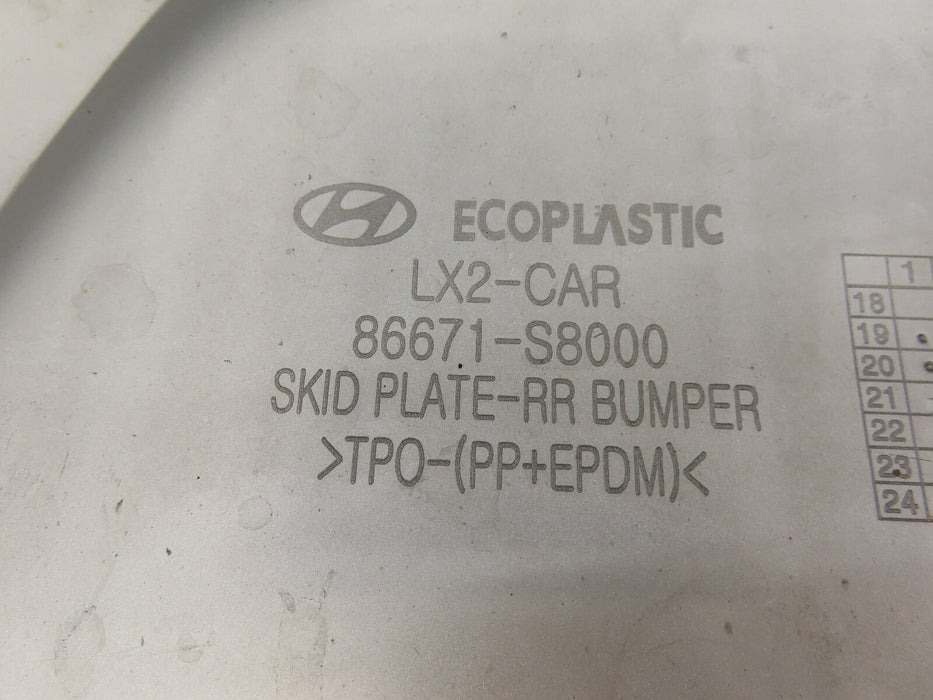 ECOPLASTIC
LX2-CAR
86671-S8000
SKID PLATE-RR BUMPER
>TPO-(PP+EPDM)<
1
18
19
20
21
22
23
24